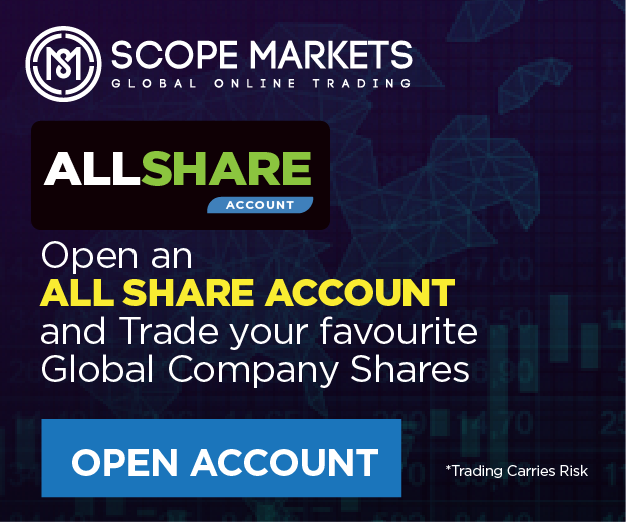 SCOPE MARKETS
GLOBAL ONLINE TRADING
ALLSHARE
ACCOUNT
Open an
ALL SHARE ACCOUNT
and Trade your favourite
Global Company Shares
OPEN ACCOUNT
*Trading Carries Risk